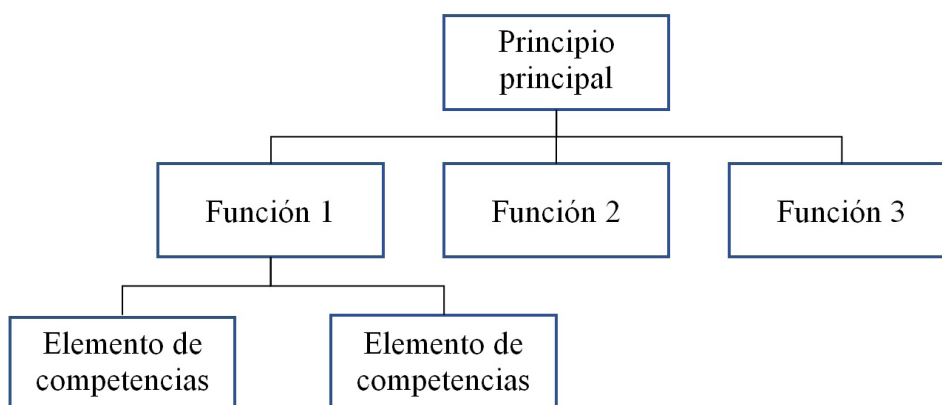 Principio
principal
Función 1
Función 2
Función 3
Elemento de
competencias
Elemento de
competencias